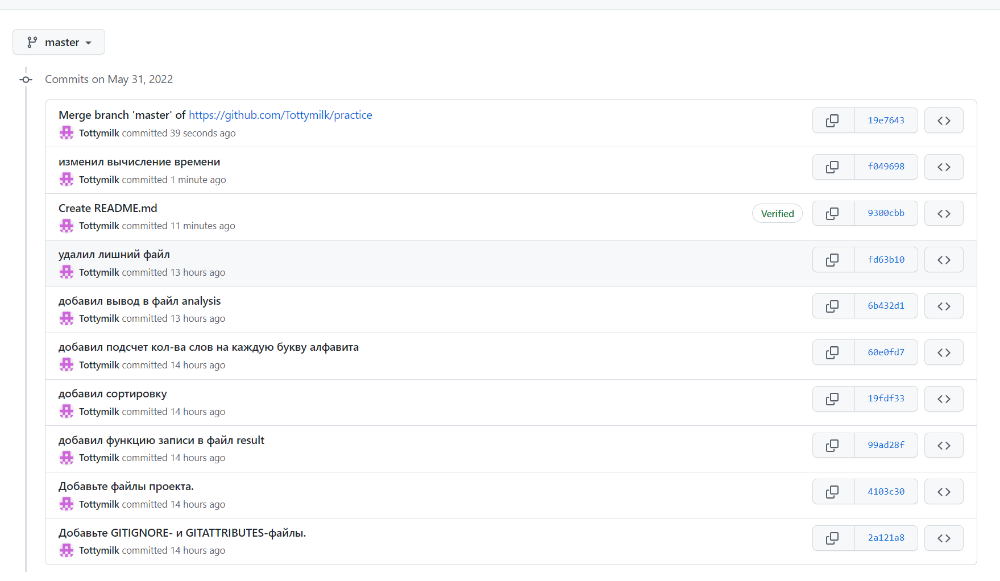 master
Commits on May 31, 2022
Merge branch 'master' of https://github.com/Tottymilk/practice
Tottymilk committed 39 seconds ago
19e7643
изменил вычисление времени
Tottymilk committed 1 minute ago
f049698
Create README.md
Tottymilk committed 11 minutes ago
Verified
9300cbb
удалил лишний файл
Tottymilk committed 13 hours ago
fd63b10
добавил вывод в файл analysis
Tottymilk committed 13 hours ago
6b432d1
добавил подсчет кол-ва слов на каждую букву алфавита
Tottymilk committed 14 hours ago
60e0fd7
добавил сортировку
Tottymilk committed 14 hours ago
19fdf33
добавил функцию записи в файл result
Tottymilk committed 14 hours ago
99ad28f
Добавьте файлы проекта.
Tottymilk committed 14 hours ago
4103c30
Добавьте GITIGNORE- и GITATTRIBUTES-файлы.
Tottymilk committed 14 hours ago
2a121a8